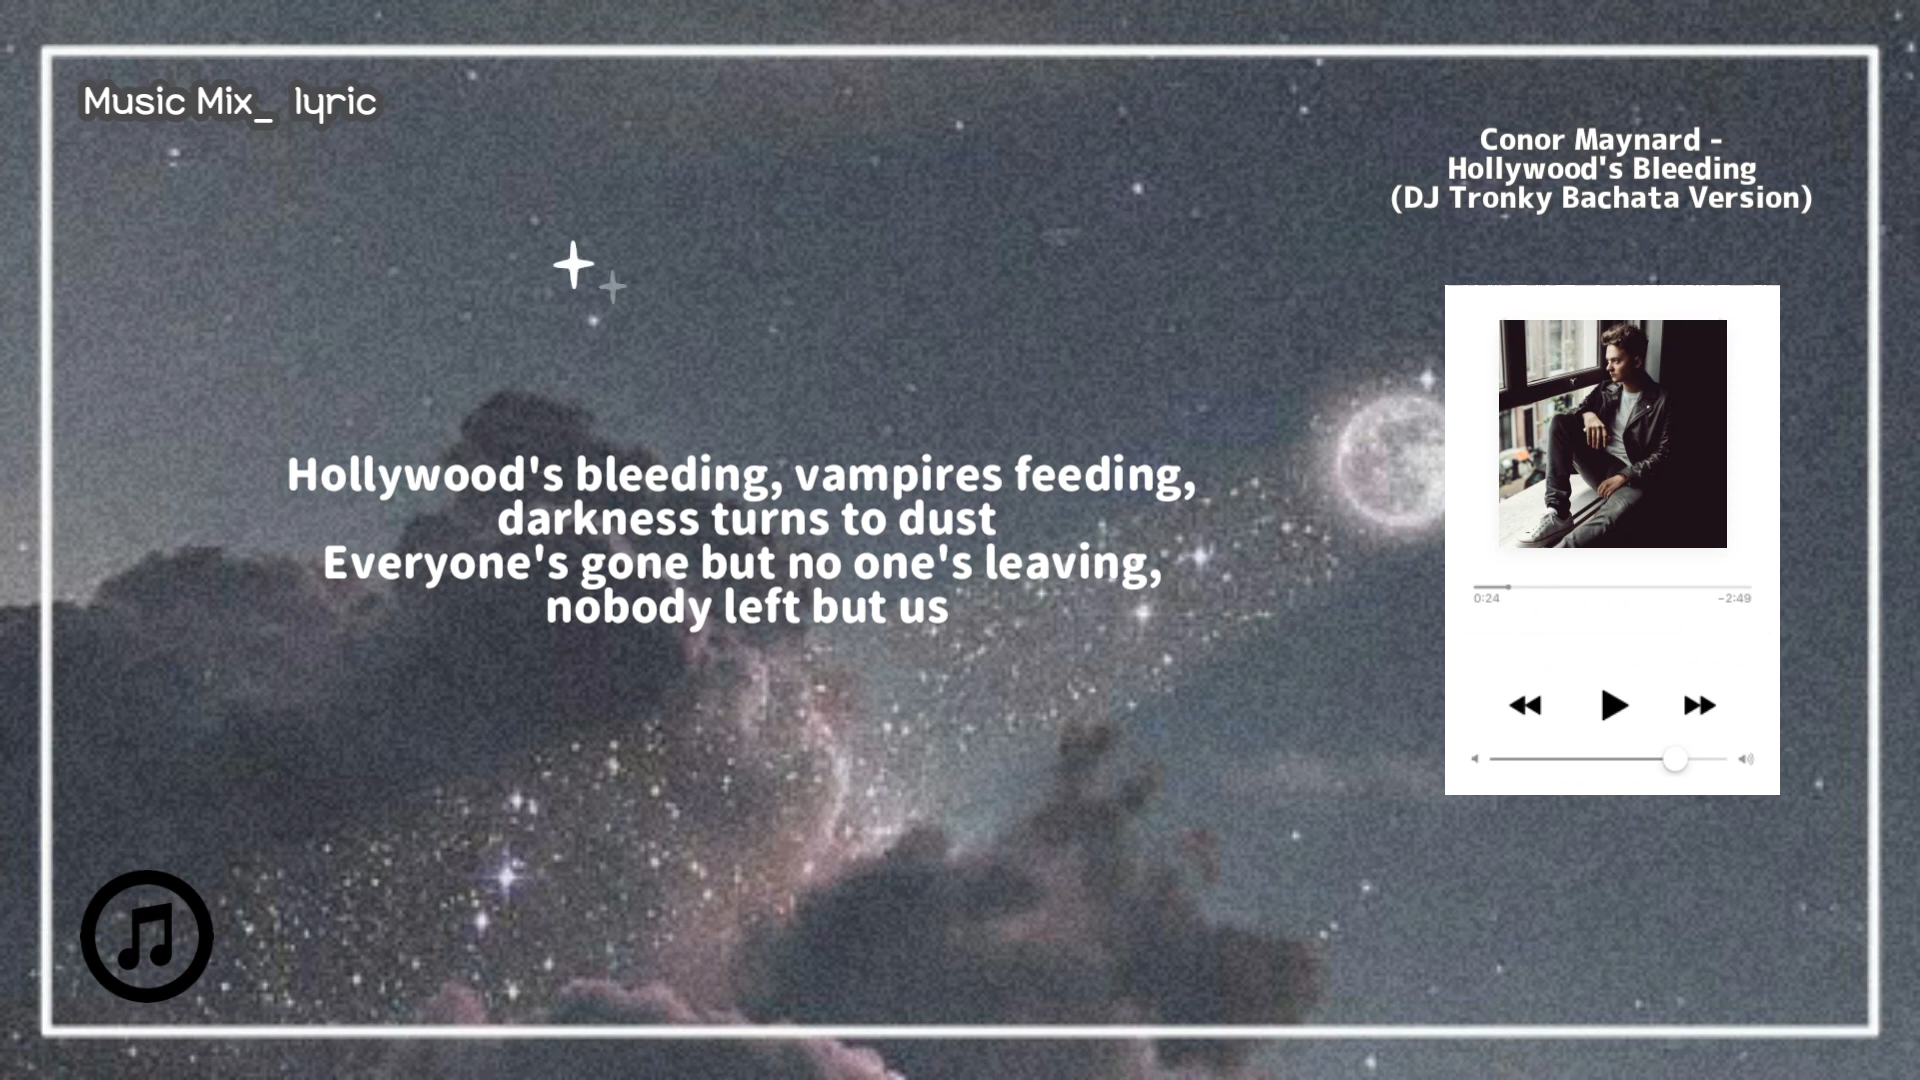 Music Mix_ lyric
Conor Maynard -
Hollywood's Bleeding
(DJ Tronky Bachata Version)
Hollywood's bleeding, vampires feeding,
darkness turns to dust
Everyone's gone but no one's leaving,
nobody left but us
0:24
-2:49